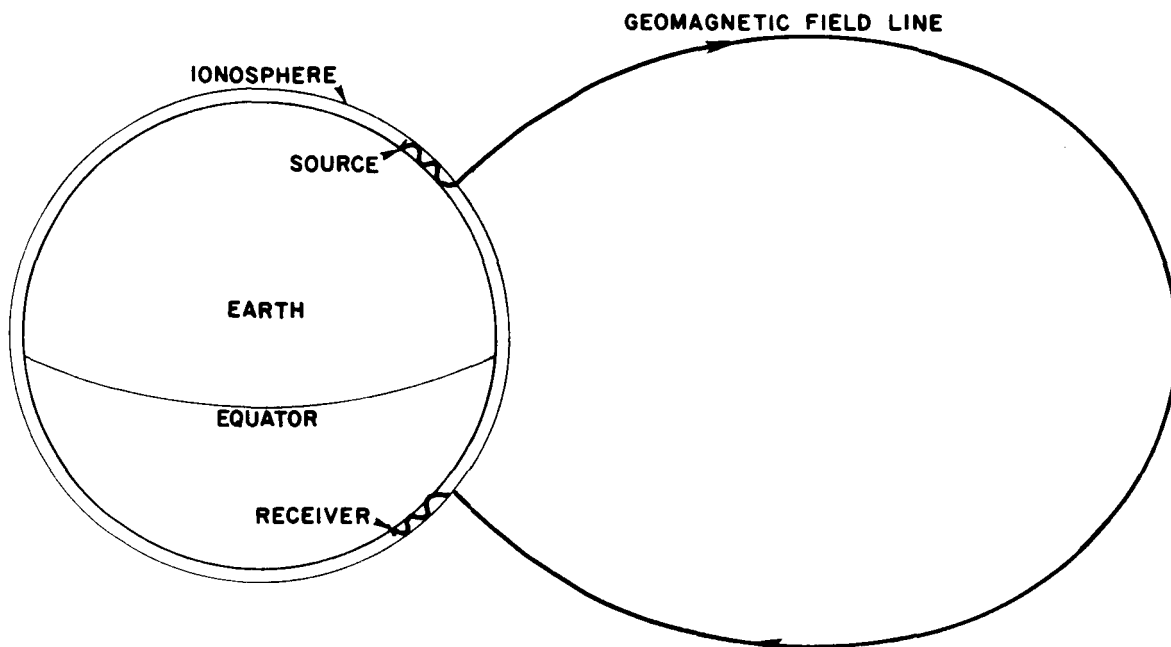 GEOMAGNETIC FIELD LINE
IONOSPHERE
SOURCE
EARTH
EQUATOR
RECEIVER